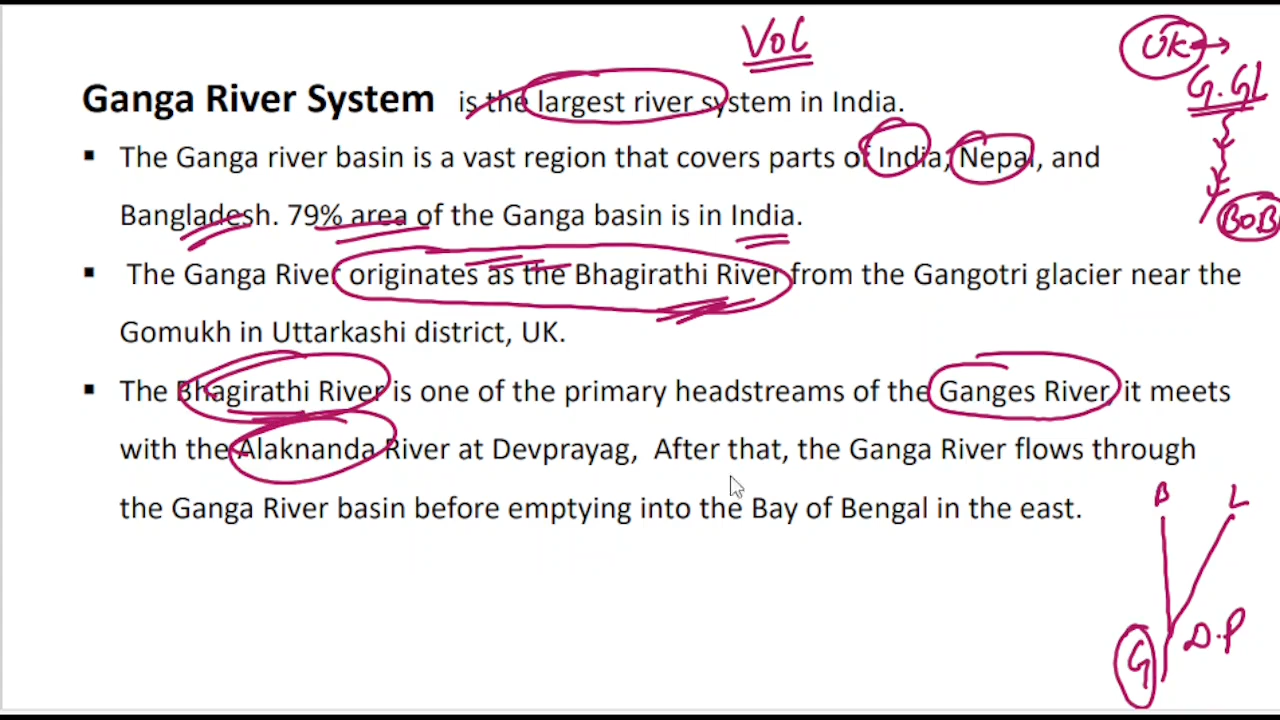 VOL
UK →
G.GL
Ganga River System is the largest river system in India.
▪ The Ganga river basin is a vast region that covers parts of India, Nepal, and
Bangladesh. 79% area of the Ganga basin is in India.
BOB
▪ The Ganga River originates as the Bhagirathi River from the Gangotri glacier near the
Gomukh in Uttarkashi district, UK.
▪ The Bhagirathi River is one of the primary headstreams of the Ganges River, it meets
with the Alaknanda River at Devprayag, After that, the Ganga River flows through
the Ganga River basin before emptying into the Bay of Bengal in the east.
B L
D.P
G